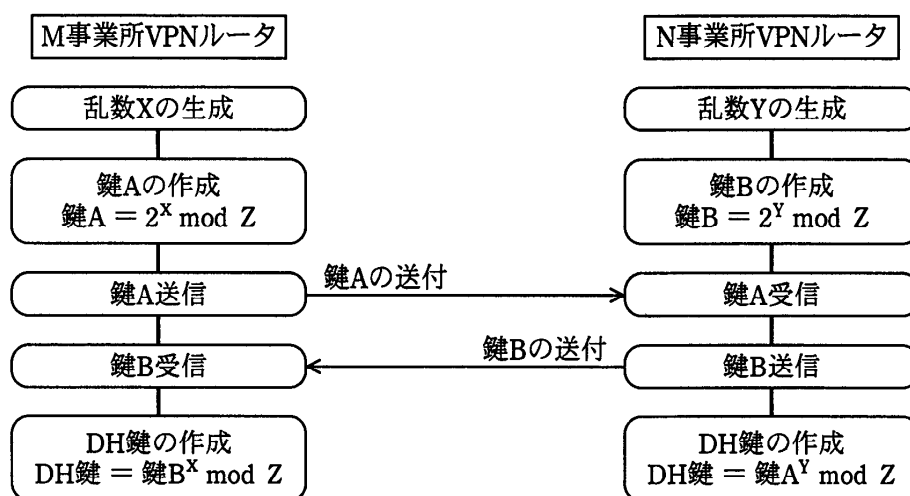 M事業所VPNルータ
N事業所VPNルータ
乱数Xの生成
乱数Yの生成
鍵Aの作成
鍵A = 2^X mod Z
鍵Bの作成
鍵B = 2^Y mod Z
鍵A送信
鍵Aの送付
鍵A受信
鍵B受信
鍵Bの送付
鍵B送信
DH鍵の作成
DH鍵 = 鍵B^X mod Z
DH鍵の作成
DH鍵 = 鍵A^Y mod Z